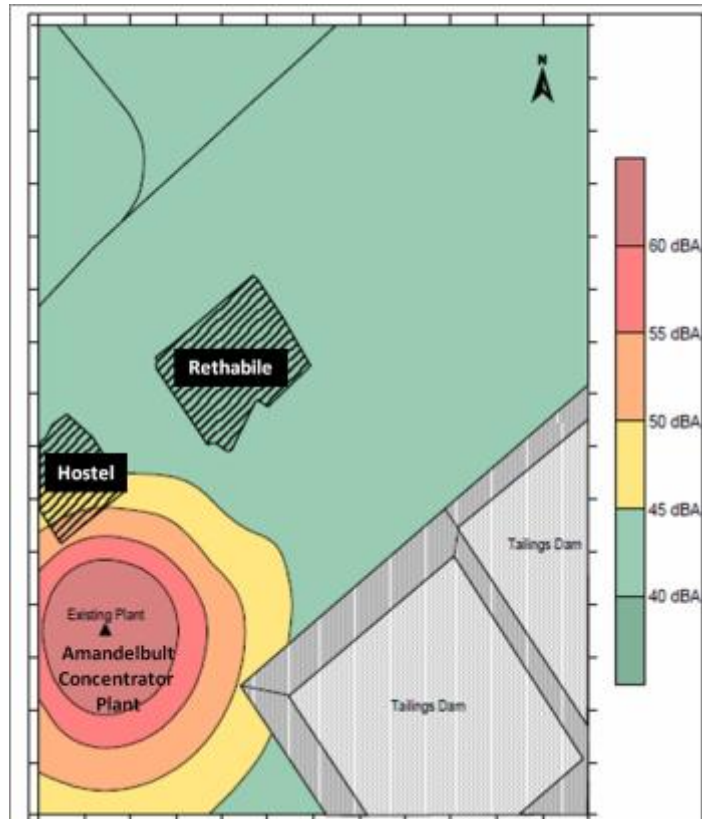 N
Rethabile
Hostel
Existing Plant
Amandelbult
Concentrator
Plant
Tailings Dam
Tailings Dam
60 dBA
55 dBA
50 dBA
45 dBA
40 dBA